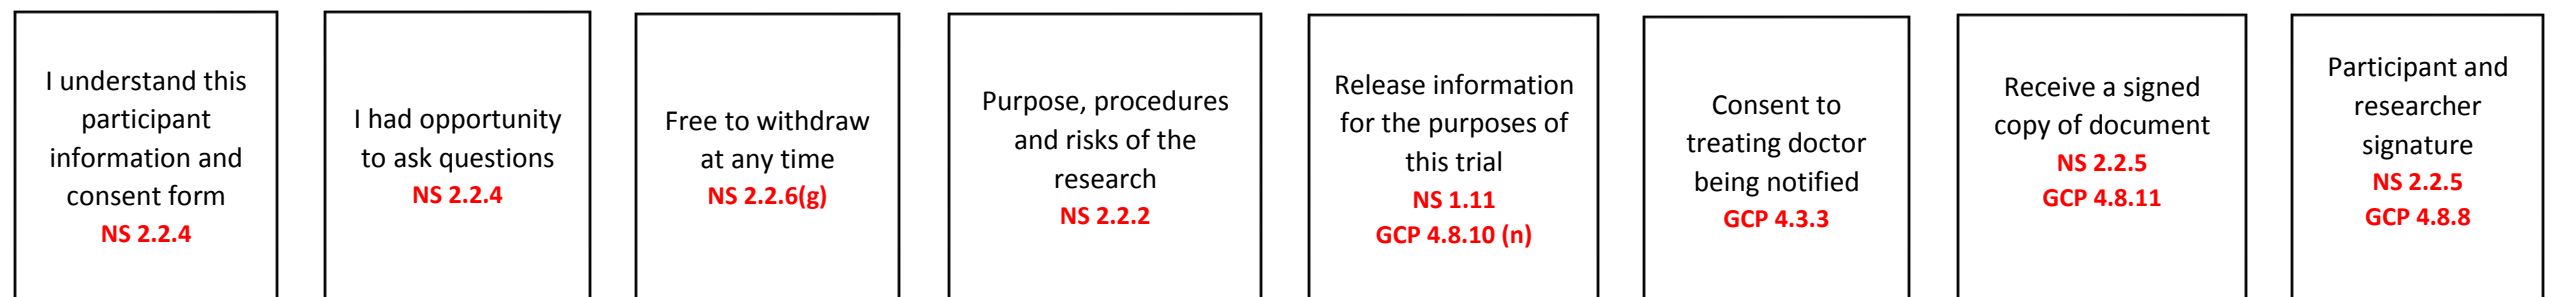 I understand this
participant
information and
consent form
NS 2.2.4
I had opportunity
to ask questions
NS 2.2.4
Free to withdraw
at any time
NS 2.2.6(g)
Purpose, procedures
and risks of the
research
NS 2.2.2
Release information
for the purposes of
this trial
NS 1.11
GCP 4.8.10 (n)
Consent to
treating doctor
being notified
GCP 4.3.3
Receive a signed
copy of document
NS 2.2.5
GCP 4.8.11
Participant and
researcher
signature
NS 2.2.5
GCP 4.8.8